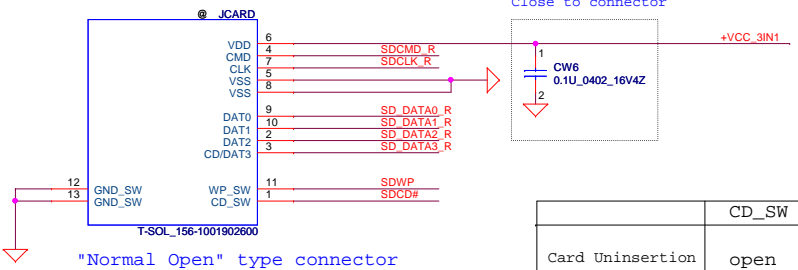 Close to connector
@ JCARD
+VCC_3IN1
VDD 6
CMD 4 SDCMD_R
CLK 7 SDCLK_R
VSS 5
VSS 8
1
CW6
0.1U_0402_16V4Z
2
DAT0 9 SD_DATA0_R
DAT1 10 SD_DATA1_R
DAT2 2 SD_DATA2_R
CD/DAT3 3 SD_DATA3_R
12 GND_SW WP_SW 11 SDWP
13 GND_SW CD_SW 1 SDCD#
T-SOL_156-1001902600
"Normal Open" type connector
CD_SW
Card Uninsertion open